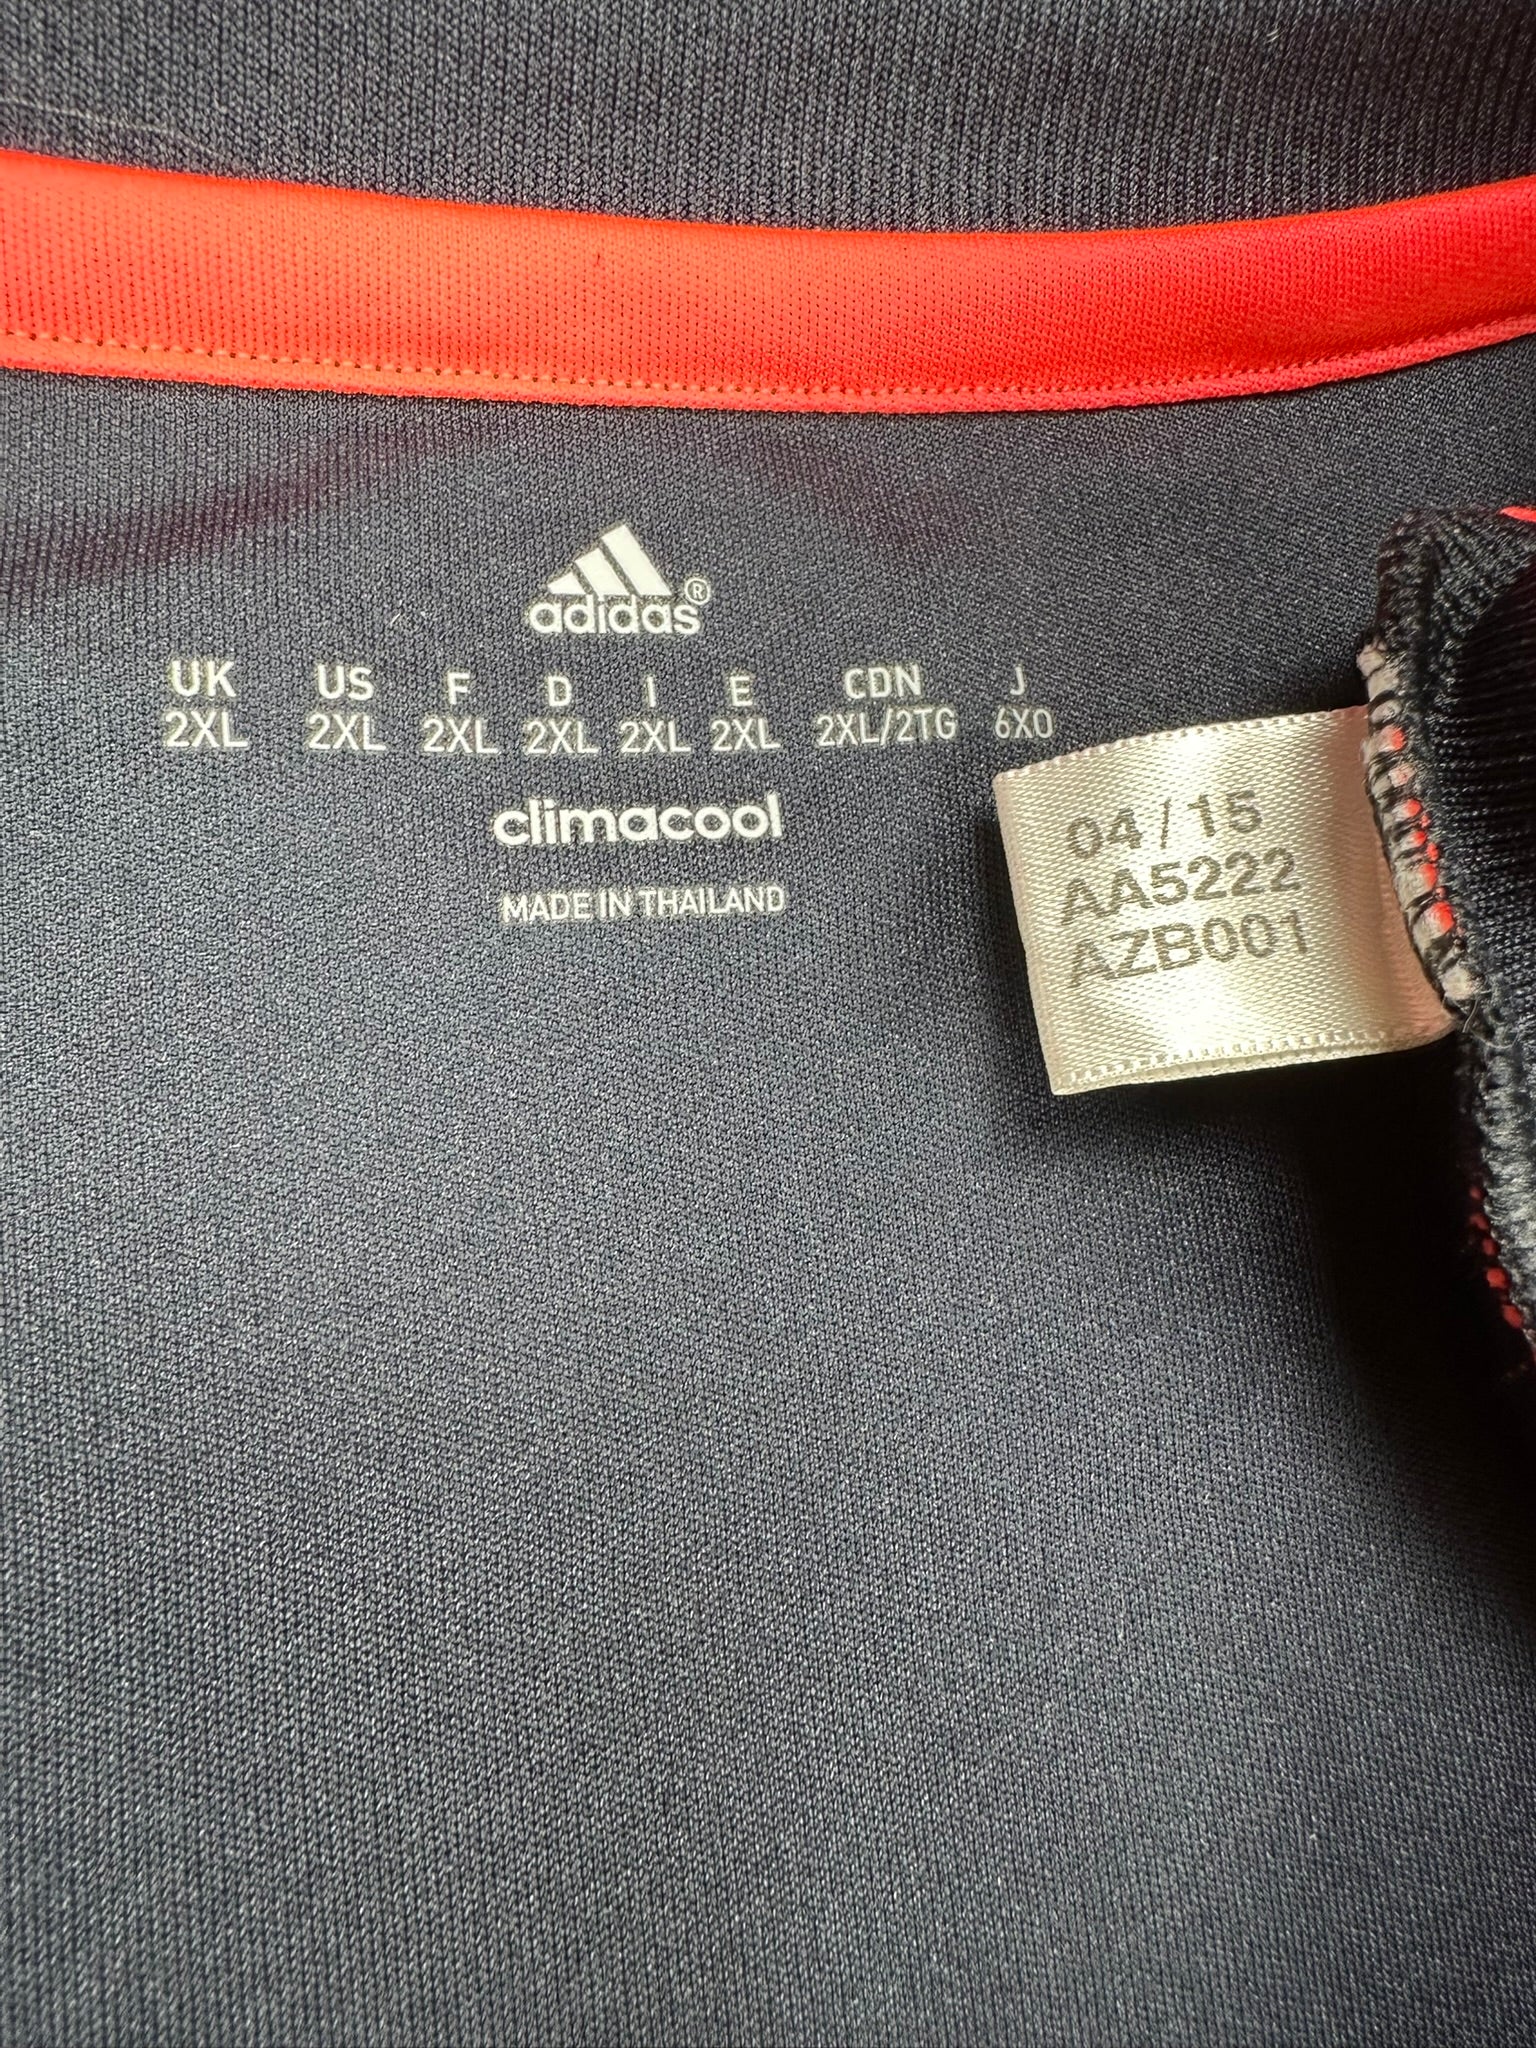 adidas®
UK US F D I E CDN J
2XL 2XL 2XL 2XL 2XL 2XL 2XL/2TG 6XO
climacool
MADE IN THAILAND
04/15
AA5222
AZB001